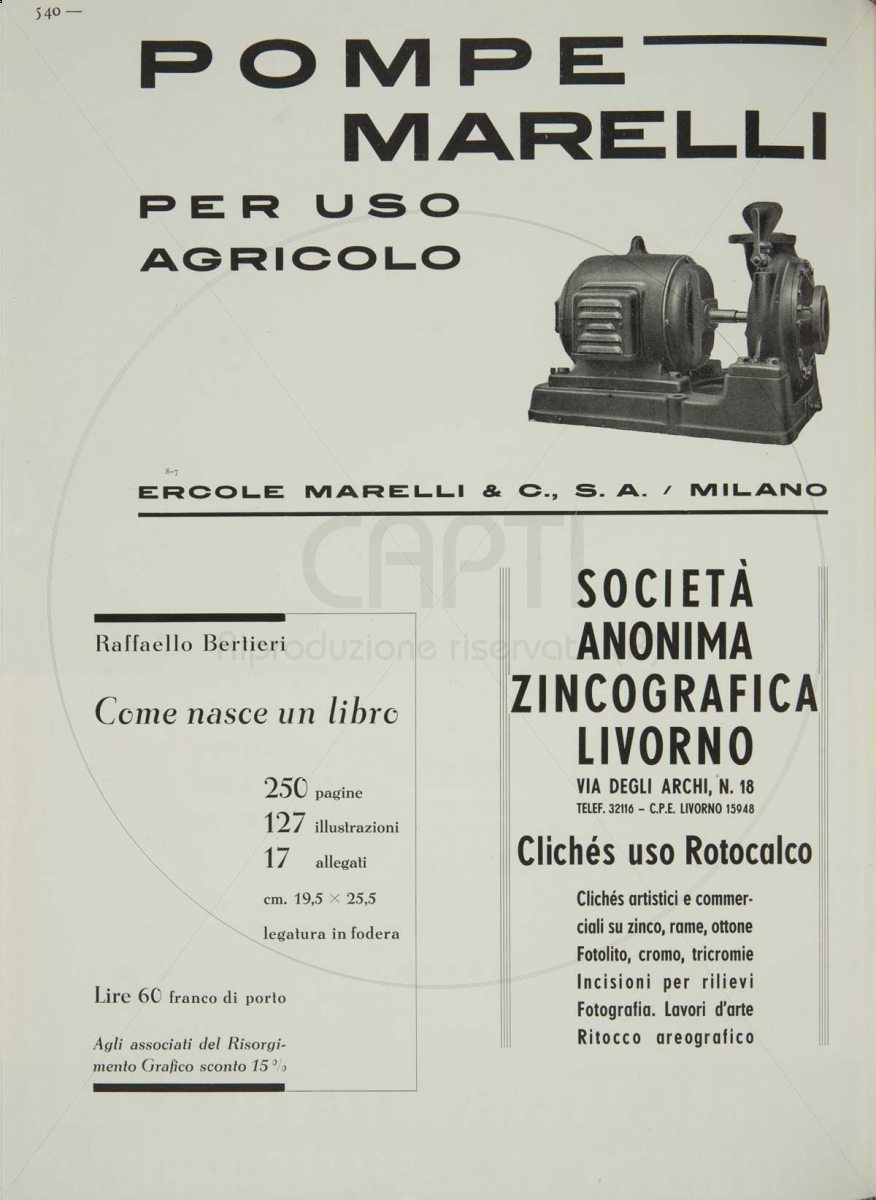 540 —
POMPE
MARELLI
PER USO
AGRICOLO
8-7
ERCOLE MARELLI & C., S. A. / MILANO
CAPTI
Riproduzione riservata
Raffaello Bertieri
Come nasce un libro
250 pagine
127 illustrazioni
17 allegati
cm. 19,5 × 25,5
legatura in fodera
Lire 60 franco di porto
Agli associati del Risorgi-
mento Grafico sconto 15 %
SOCIETÀ
ANONIMA
ZINCOGRAFICA
LIVORNO
VIA DEGLI ARCHI, N. 18
TELEF. 32116 – C.P.E. LIVORNO 15948
Clichés uso Rotocalco
Clichés artistici e commer-
ciali su zinco, rame, ottone
Fotolito, cromo, tricromie
Incisioni per rilievi
Fotografia. Lavori d'arte
Ritocco areografico